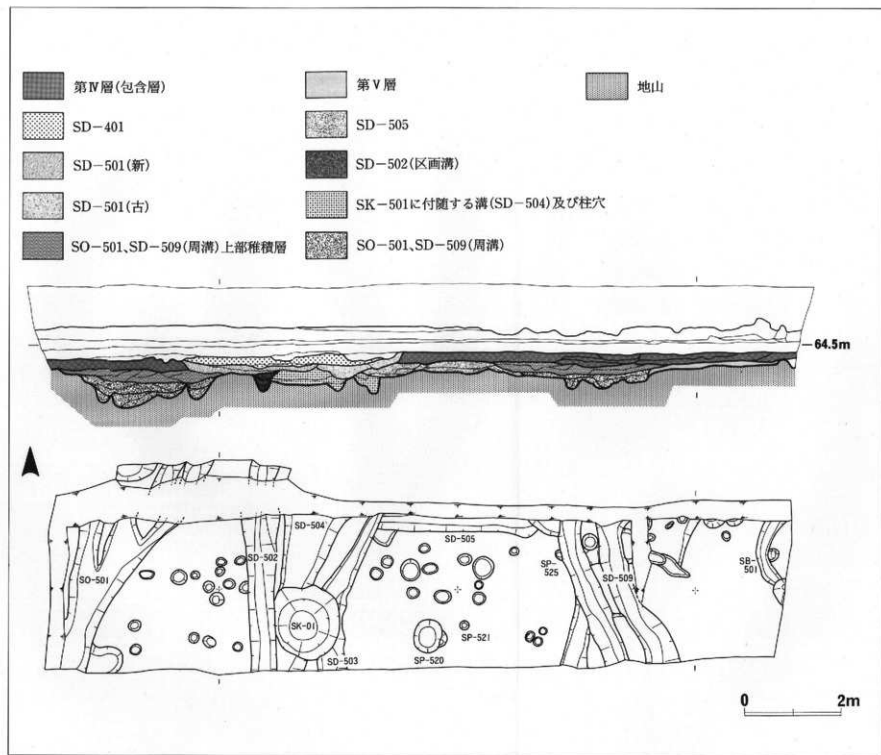 第Ⅳ層(包含層)
第Ⅴ層
地山
SD-401
SD-505
SD-501(新)
SD-502(区画溝)
SD-501(古)
SK-501に付随する溝(SD-504)及び柱穴
SO-501、SD-509(周溝)上部稚積層
SO-501、SD-509(周溝)
64.5m
SD-504
SD-505
SD-502
SP-525
SD-509
SB-501
SO-501
SK-01
SP-521
SD-503
SP-520
0 2m